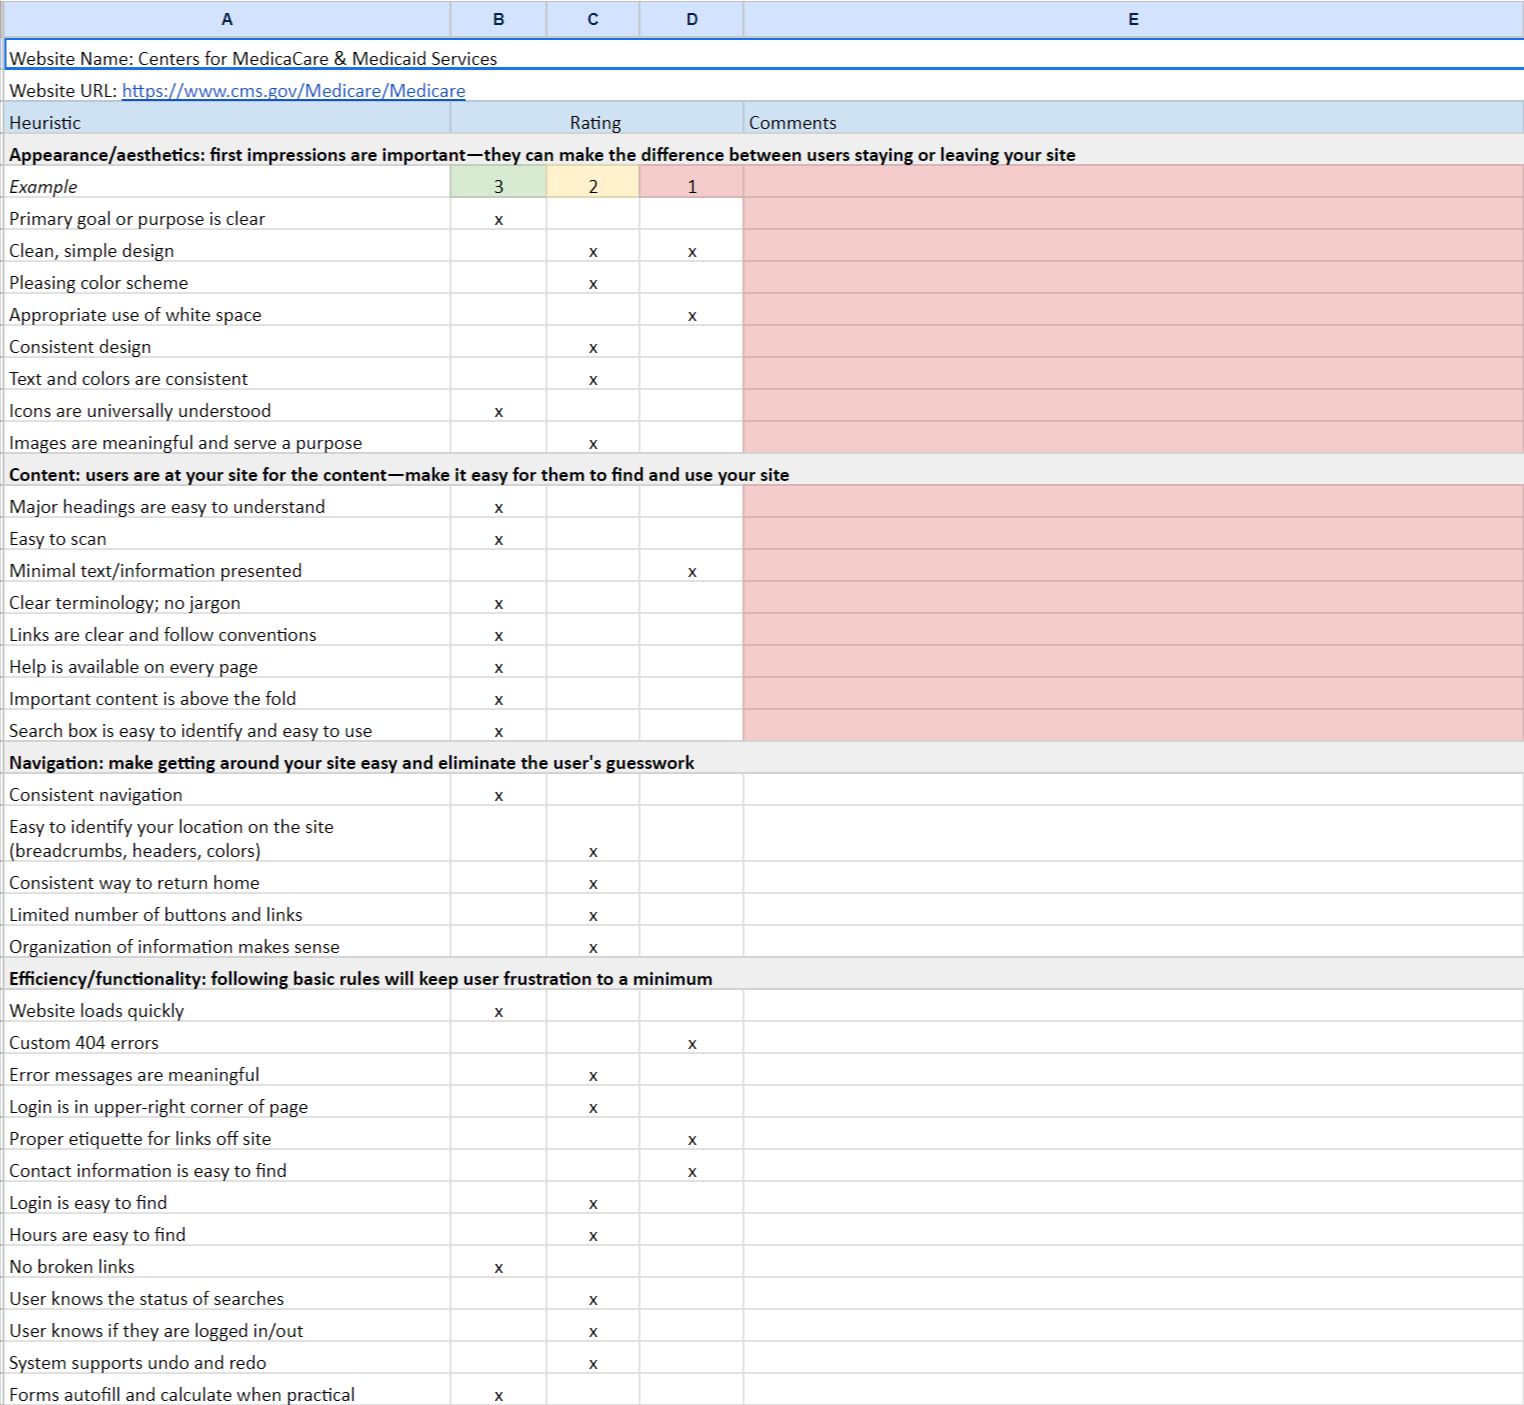 A B C D E
Website Name: Centers for MedicaCare & Medicaid Services
Website URL: https://www.cms.gov/Medicare/Medicare
Heuristic Rating Comments
Appearance/aesthetics: first impressions are important—they can make the difference between users staying or leaving your site
Example 3 2 1
Primary goal or purpose is clear x
Clean, simple design x x
Pleasing color scheme x
Appropriate use of white space x
Consistent design x
Text and colors are consistent x
Icons are universally understood x
Images are meaningful and serve a purpose x
Content: users are at your site for the content—make it easy for them to find and use your site
Major headings are easy to understand x
Easy to scan x
Minimal text/information presented x
Clear terminology; no jargon x
Links are clear and follow conventions x
Help is available on every page x
Important content is above the fold x
Search box is easy to identify and easy to use x
Navigation: make getting around your site easy and eliminate the user's guesswork
Consistent navigation x
Easy to identify your location on the site
(breadcrumbs, headers, colors) x
Consistent way to return home x
Limited number of buttons and links x
Organization of information makes sense x
Efficiency/functionality: following basic rules will keep user frustration to a minimum
Website loads quickly x
Custom 404 errors x
Error messages are meaningful x
Login is in upper-right corner of page x
Proper etiquette for links off site x
Contact information is easy to find x
Login is easy to find x
Hours are easy to find x
No broken links x
User knows the status of searches x
User knows if they are logged in/out x
System supports undo and redo x
Forms autofill and calculate when practical x